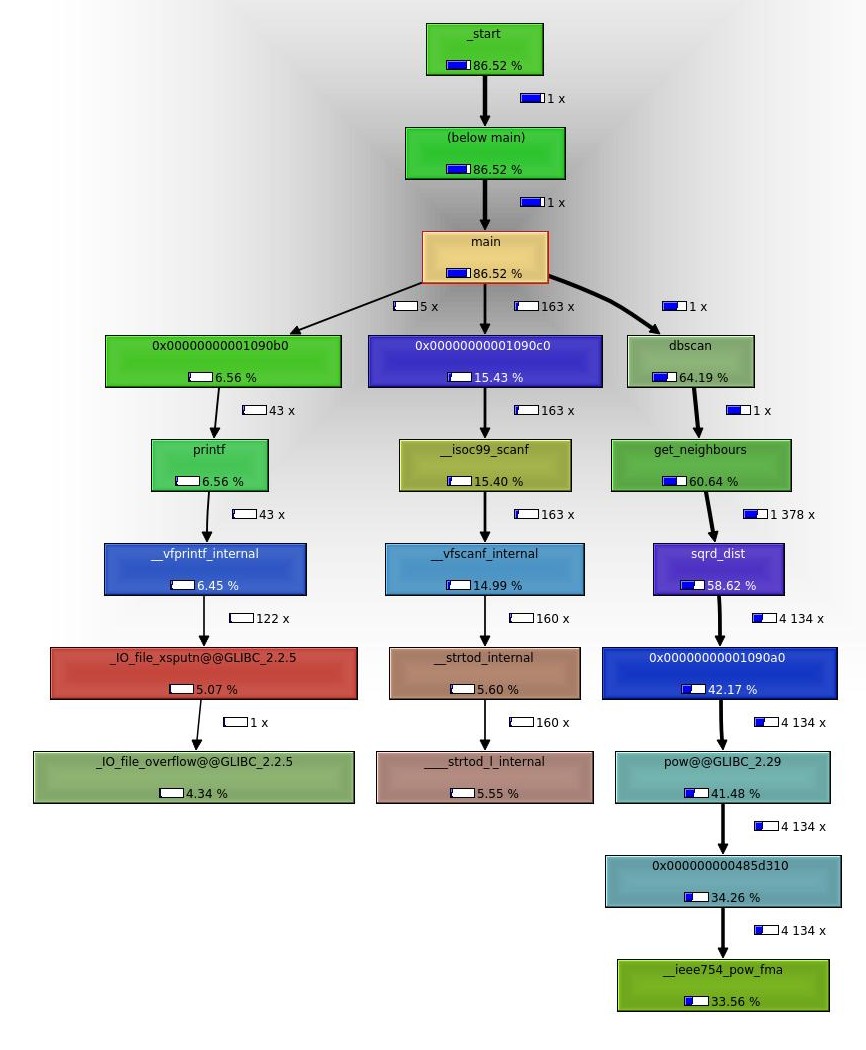 _start
86.52 %
1 x
(below main)
86.52 %
1 x
main
86.52 %
5 x
163 x
1 x
0x00000000001090b0
6.56 %
0x00000000001090c0
15.43 %
dbscan
64.19 %
43 x
163 x
1 x
printf
6.56 %
__isoc99_scanf
15.40 %
get_neighbours
60.64 %
43 x
163 x
1 378 x
__vfprintf_internal
6.45 %
__vfscanf_internal
14.99 %
sqrd_dist
58.62 %
122 x
160 x
4 134 x
_IO_file_xsputn@@GLIBC_2.2.5
5.07 %
__strtod_internal
5.60 %
0x00000000001090a0
42.17 %
1 x
160 x
4 134 x
_IO_file_overflow@@GLIBC_2.2.5
4.34 %
____strtod_l_internal
5.55 %
pow@@GLIBC_2.29
41.48 %
4 134 x
0x000000000485d310
34.26 %
4 134 x
__ieee754_pow_fma
33.56 %